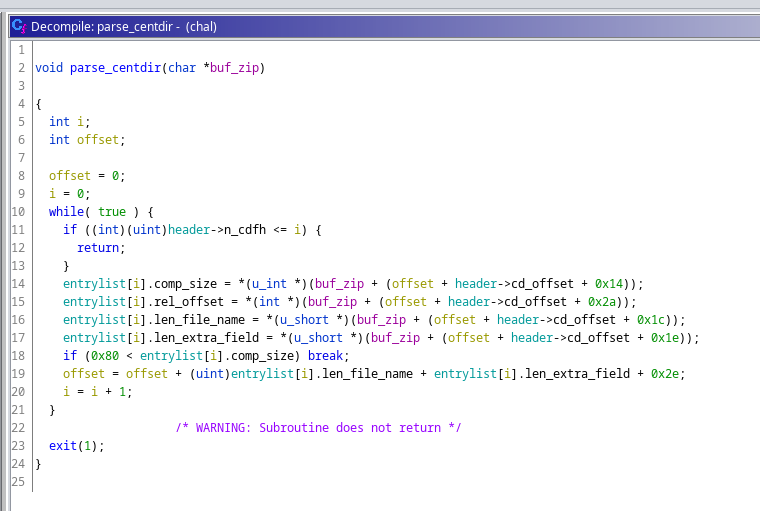 Decompile: parse_centdir - (chal)
1
2 void parse_centdir(char *buf_zip)
3
4 {
5   int i;
6   int offset;
7
8   offset = 0;
9   i = 0;
10   while( true ) {
11     if ((int)(uint)header->n_cdfh <= i) {
12       return;
13     }
14     entrylist[i].comp_size = *(u_int *)(buf_zip + (offset + header->cd_offset + 0x14));
15     entrylist[i].rel_offset = *(int *)(buf_zip + (offset + header->cd_offset + 0x2a));
16     entrylist[i].len_file_name = *(u_short *)(buf_zip + (offset + header->cd_offset + 0x1c));
17     entrylist[i].len_extra_field = *(u_short *)(buf_zip + (offset + header->cd_offset + 0x1e));
18     if (0x80 < entrylist[i].comp_size) break;
19     offset = offset + (uint)entrylist[i].len_file_name + entrylist[i].len_extra_field + 0x2e;
20     i = i + 1;
21   }
22                     /* WARNING: Subroutine does not return */
23   exit(1);
24 }
25